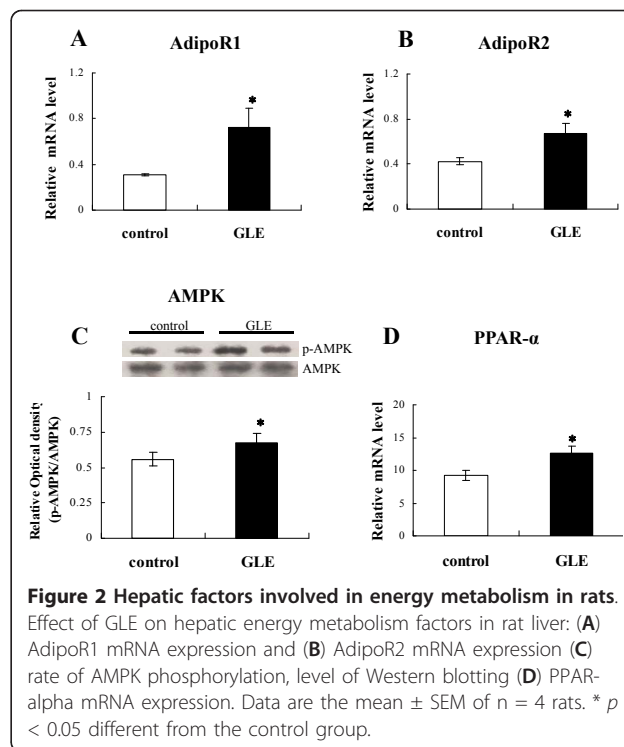 A
AdipoR1
Relative mRNA level
1.2
0.8
0.4
0
*
control
GLE
B
AdipoR2
Relative mRNA level
1.2
0.8
0.4
0
*
control
GLE
AMPK
C
control
GLE
p-AMPK
AMPK
Relative Optical density
(p-AMPK/AMPK)
1
0.75
0.5
0.25
0
*
control
GLE
D
PPAR-α
Relative mRNA level
20
15
10
5
0
*
control
GLE
Figure 2 Hepatic factors involved in energy metabolism in rats.
Effect of GLE on hepatic energy metabolism factors in rat liver: (A)
AdipoR1 mRNA expression and (B) AdipoR2 mRNA expression (C)
rate of AMPK phosphorylation, level of Western blotting (D) PPAR-
alpha mRNA expression. Data are the mean ± SEM of n = 4 rats. * p
< 0.05 different from the control group.